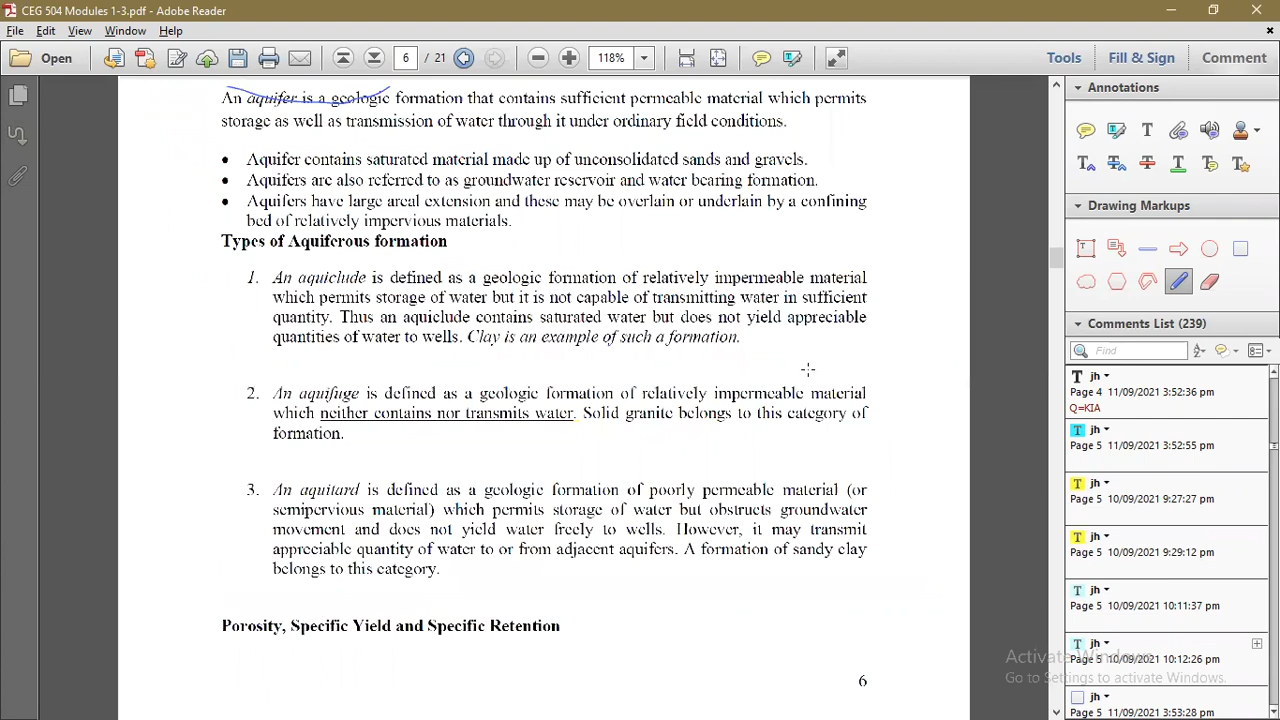 CEG 504 Modules 1-3.pdf - Adobe Reader
File Edit View Window Help
Open 6 / 21 118% Tools Fill & Sign Comment
An aquifer is a geologic formation that contains sufficient permeable material which permits
storage as well as transmission of water through it under ordinary field conditions.
• Aquifer contains saturated material made up of unconsolidated sands and gravels.
• Aquifers are also referred to as groundwater reservoir and water bearing formation.
• Aquifers have large areal extension and these may be overlain or underlain by a confining
bed of relatively impervious materials.
Types of Aquiferous formation
1. An aquiclude is defined as a geologic formation of relatively impermeable material
which permits storage of water but it is not capable of transmitting water in sufficient
quantity. Thus an aquiclude contains saturated water but does not yield appreciable
quantities of water to wells. Clay is an example of such a formation.
2. An aquifuge is defined as a geologic formation of relatively impermeable material
which neither contains nor transmits water. Solid granite belongs to this category of
formation.
3. An aquitard is defined as a geologic formation of poorly permeable material (or
semipervious material) which permits storage of water but obstructs groundwater
movement and does not yield water freely to wells. However, it may transmit
appreciable quantity of water to or from adjacent aquifers. A formation of sandy clay
belongs to this category.
Porosity, Specific Yield and Specific Retention
6
Annotations
Drawing Markups
Comments List (239)
Find
jh
Page 4 11/09/2021 3:52:36 pm
Q=KIA
jh
Page 5 11/09/2021 3:52:55 pm
jh
Page 5 10/09/2021 9:27:27 pm
jh
Page 5 10/09/2021 9:29:12 pm
jh
Page 5 10/09/2021 10:11:37 pm
jh
Page 5 10/09/2021 10:12:26 pm
jh
Page 5 11/09/2021 3:53:28 pm
Activate Windows
Go to Settings to activate Windows.